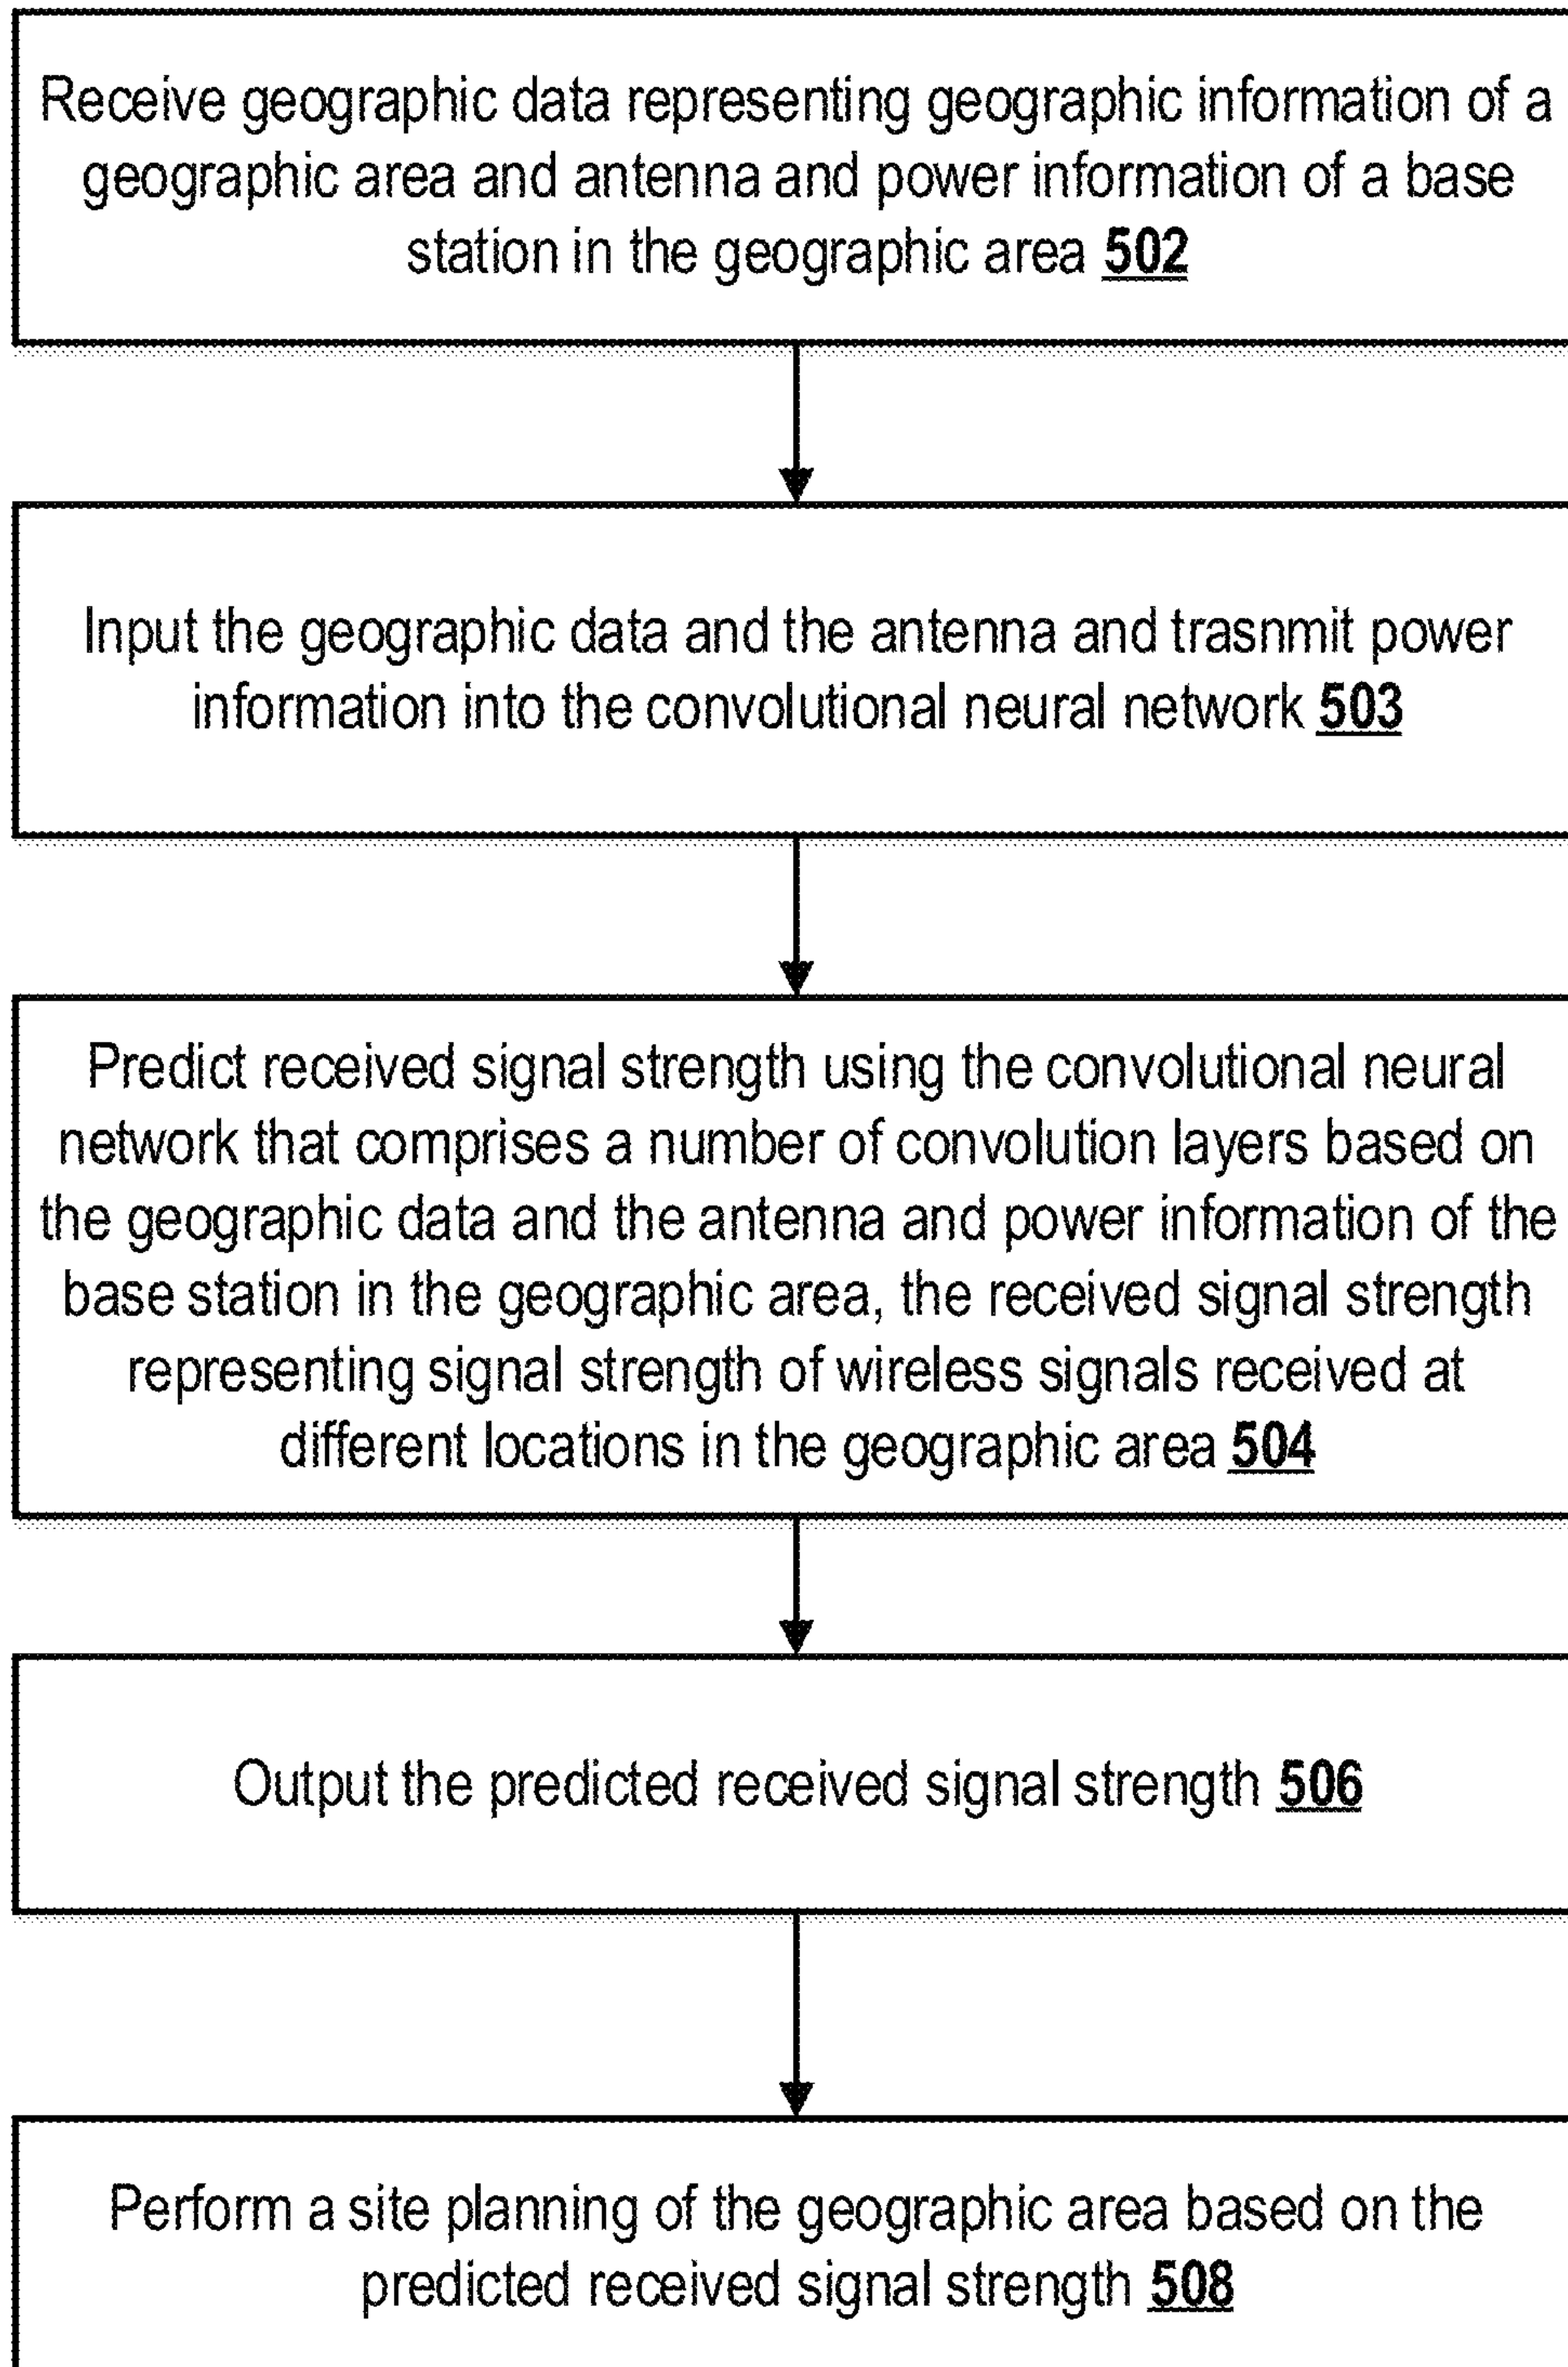 Receive geographic data representing geographic information of a
geographic area and antenna and power information of a base
station in the geographic area 502
Input the geographic data and the antenna and trasnmit power
information into the convolutional neural network 503
Predict received signal strength using the convolutional neural
network that comprises a number of convolution layers based on
the geographic data and the antenna and power information of the
base station in the geographic area, the received signal strength
representing signal strength of wireless signals received at
different locations in the geographic area 504
Output the predicted received signal strength 506
Perform a site planning of the geographic area based on the
predicted received signal strength 508